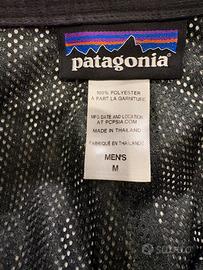 patagonia
100% POLYESTER
À PART LA GARNITURE
MFG DATE AND LOCATION
AT PCPSIA.COM
MADE IN THAILAND
FABRIQUÉ EN THAÏLANDE
MEN'S
M
subito